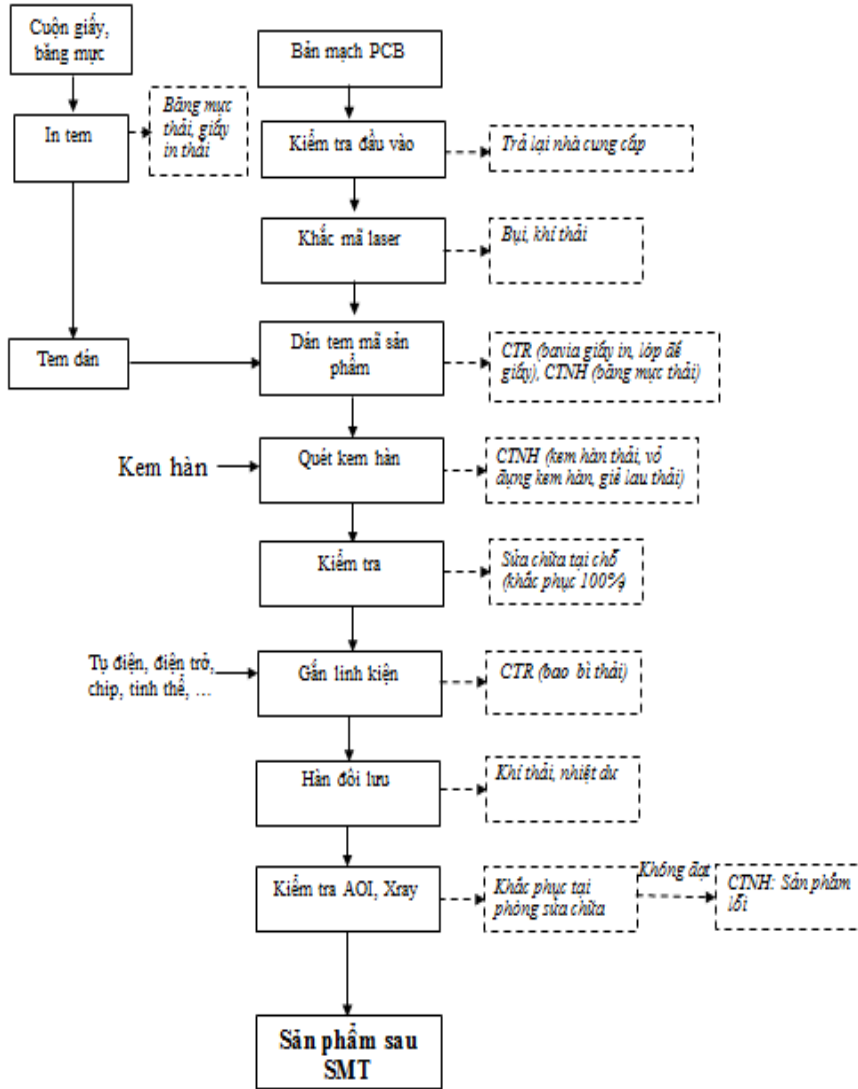 Cuộn giấy,
băng mực
Bản mạch PCB
In tem
Băng mực
thải, giấy
in thải
Kiểm tra đầu vào
Trả lại nhà cung cấp
Khắc mã laser
Bụi, khí thải
Tem dán
Dán tem mã sản
phẩm
CTR (bavia giấy in, lớp đế
giấy), CTNH (băng mực thải)
Kem hàn
Quét kem hàn
CTNH (kem hàn thải, vỏ
đựng kem hàn, giẻ lau thải)
Kiểm tra
Sửa chữa tại chỗ
(khắc phục 100%)
Tụ điện, điện trở,
chip, tinh thể, ...
Gắn linh kiện
CTR (bao bì thải)
Hàn đối lưu
Khí thải, nhiệt dư
Kiểm tra AOI, Xray
Khắc phục tại
phòng sửa chữa
Không đạt
CTNH: Sản phẩm
lỗi
Sản phẩm sau
SMT